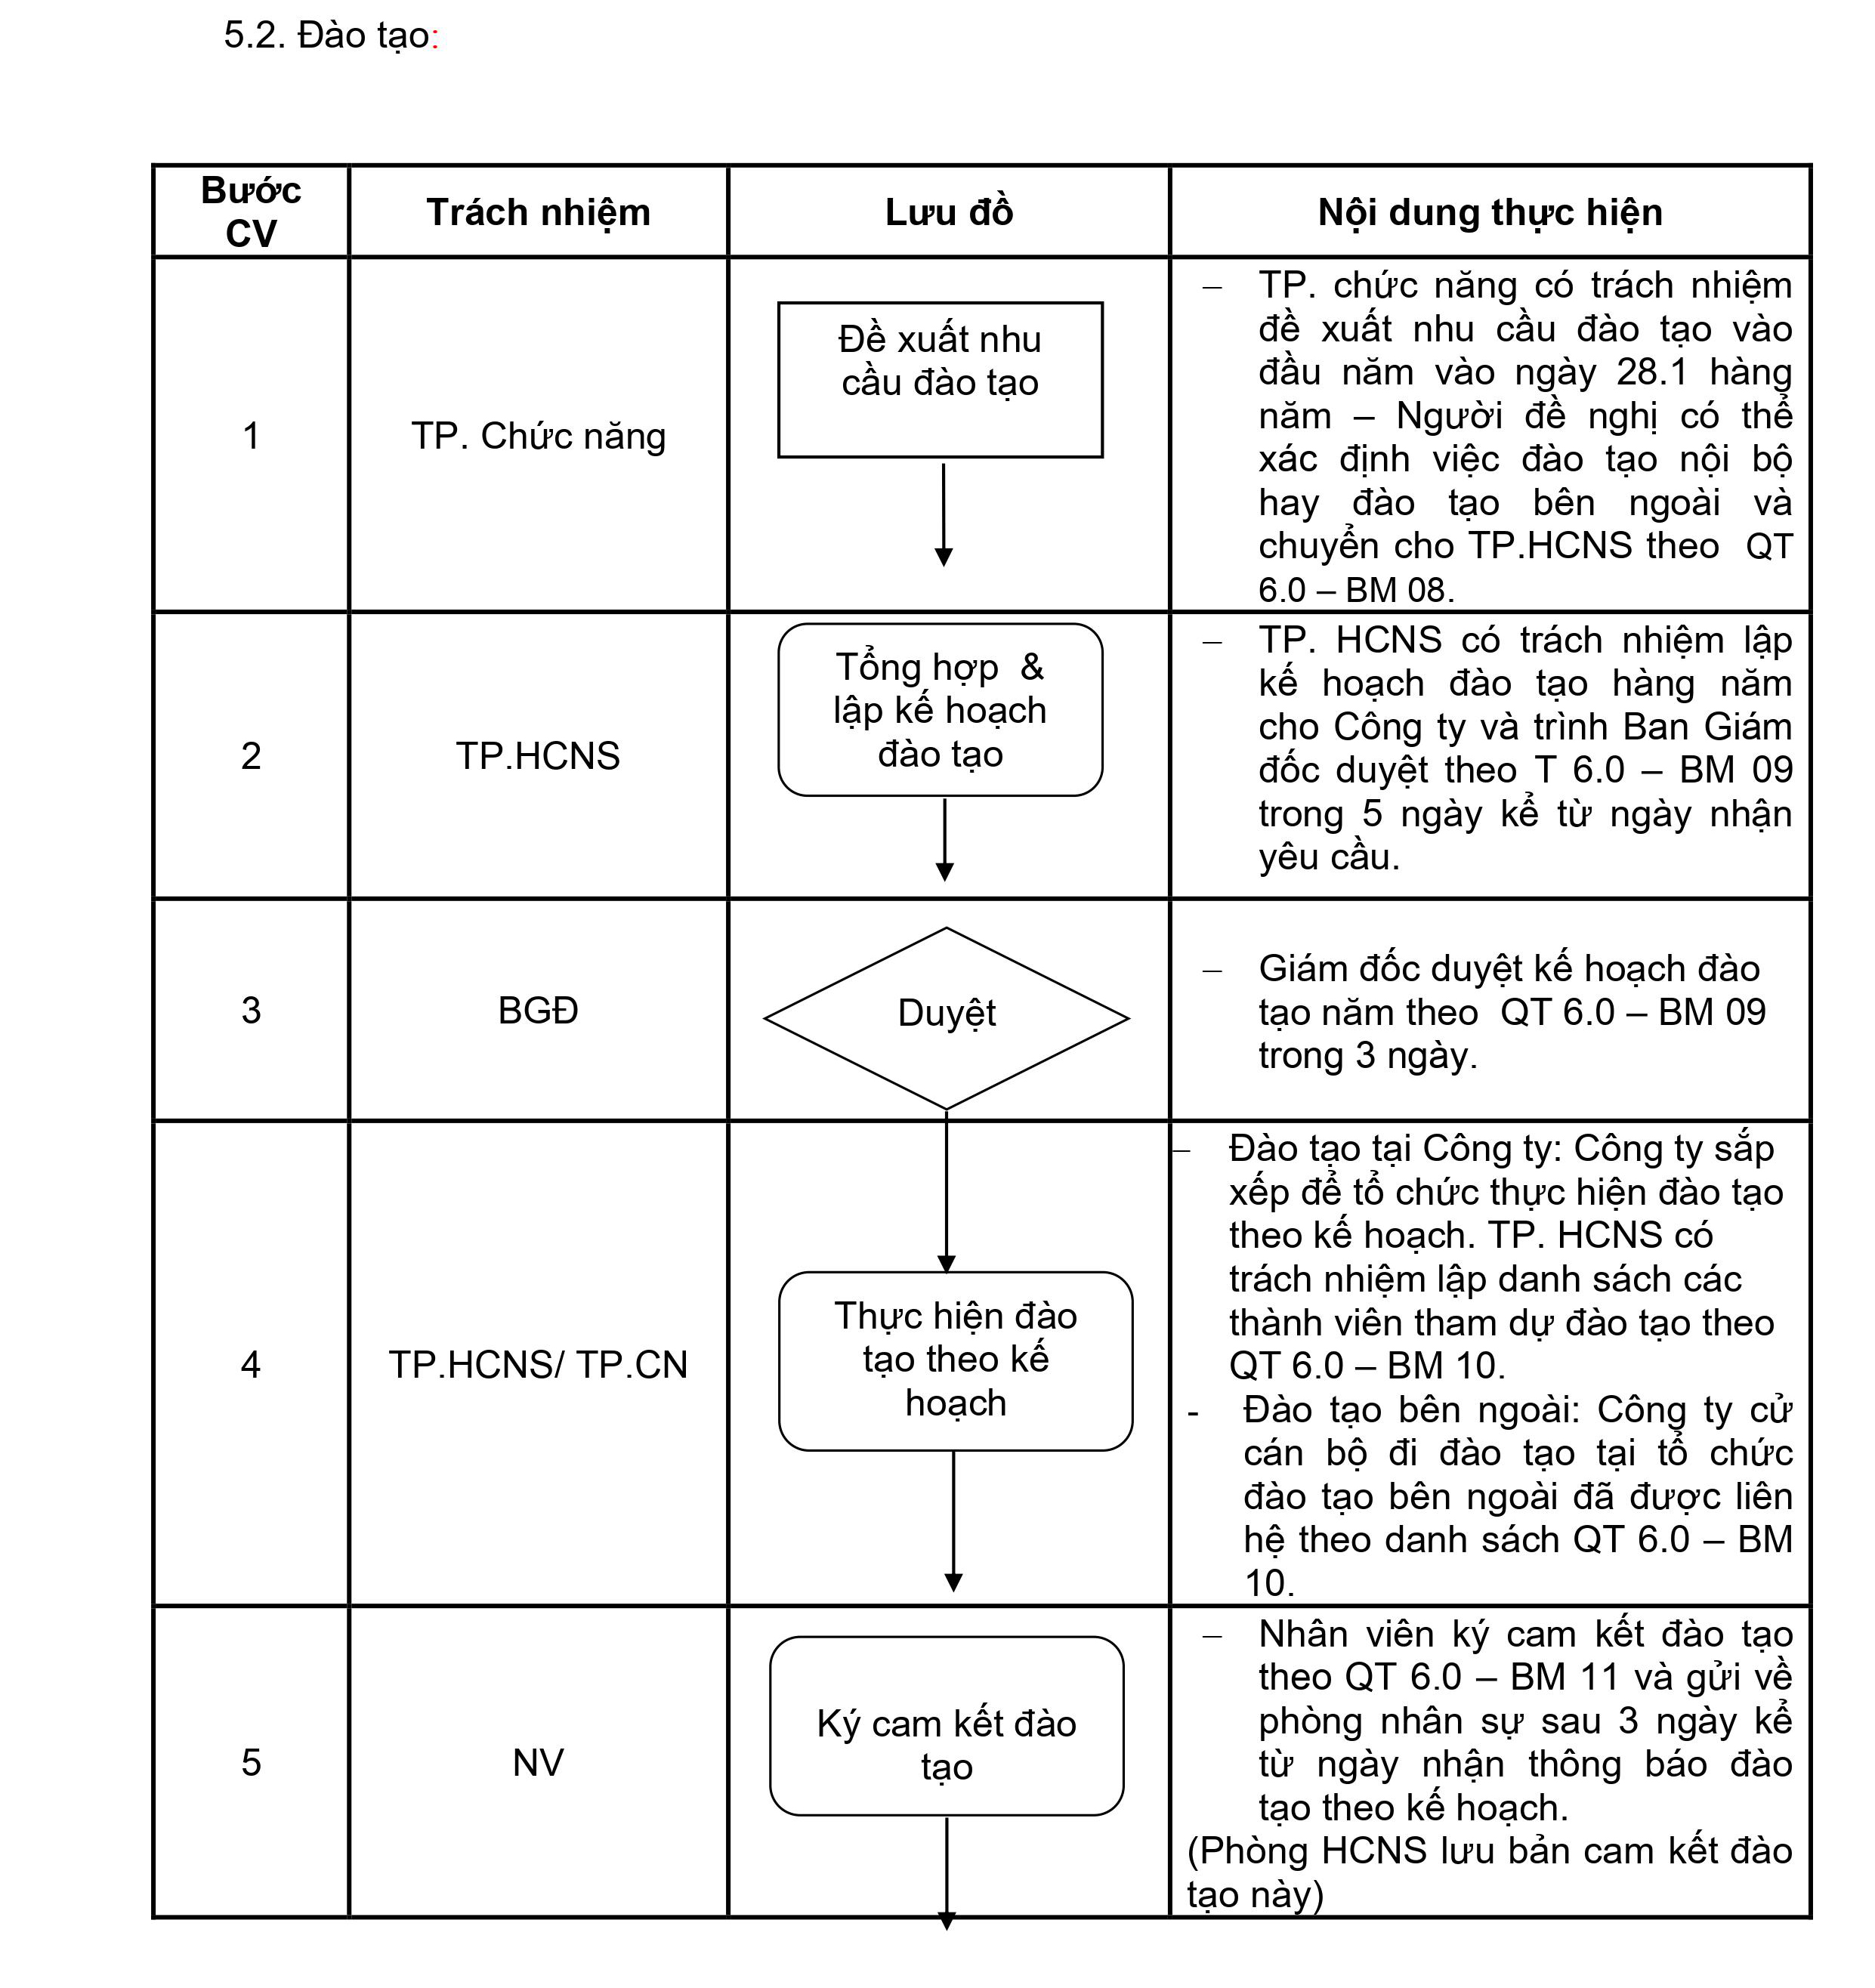 5.2. Đào tạo:
Bước
CV
Trách nhiệm
Lưu đồ
Nội dung thực hiện
1
TP. Chức năng
Đề xuất nhu
cầu đào tạo
– TP. chức năng có trách nhiệm
đề xuất nhu cầu đào tạo vào
đầu năm vào ngày 28.1 hàng
năm – Người đề nghị có thể
xác định việc đào tạo nội bộ
hay đào tạo bên ngoài và
chuyển cho TP.HCNS theo QT
6.0 – BM 08.
2
TP.HCNS
Tổng hợp &
lập kế hoạch
đào tạo
– TP. HCNS có trách nhiệm lập
kế hoạch đào tạo hàng năm
cho Công ty và trình Ban Giám
đốc duyệt theo T 6.0 – BM 09
trong 5 ngày kể từ ngày nhận
yêu cầu.
3
BGĐ
Duyệt
– Giám đốc duyệt kế hoạch đào
tạo năm theo QT 6.0 – BM 09
trong 3 ngày.
4
TP.HCNS/ TP.CN
Thực hiện đào
tạo theo kế
hoạch
– Đào tạo tại Công ty: Công ty sắp
xếp để tổ chức thực hiện đào tạo
theo kế hoạch. TP. HCNS có
trách nhiệm lập danh sách các
thành viên tham dự đào tạo theo
QT 6.0 – BM 10.
- Đào tạo bên ngoài: Công ty cử
cán bộ đi đào tạo tại tổ chức
đào tạo bên ngoài đã được liên
hệ theo danh sách QT 6.0 – BM
10.
5
NV
Ký cam kết đào
tạo
– Nhân viên ký cam kết đào tạo
theo QT 6.0 – BM 11 và gửi về
phòng nhân sự sau 3 ngày kể
từ ngày nhận thông báo đào
tạo theo kế hoạch.
(Phòng HCNS lưu bản cam kết đào
tạo này)